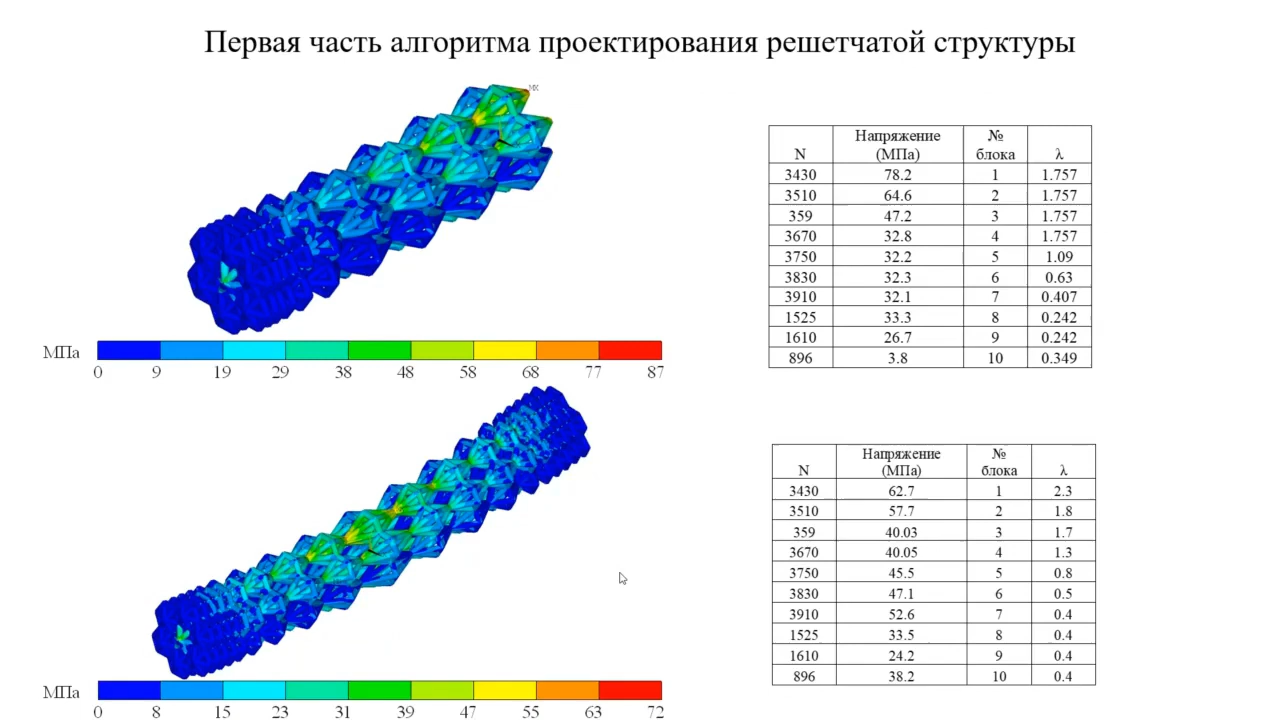 Первая часть алгоритма проектирования решетчатой структуры
MX
МПа
0 9 19 29 38 48 58 68 77 87
N Напряжение (МПа) № блока λ
3430 78.2 1 1.757
3510 64.6 2 1.757
359 47.2 3 1.757
3670 32.8 4 1.757
3750 32.2 5 1.09
3830 32.3 6 0.63
3910 32.1 7 0.407
1525 33.3 8 0.242
1610 26.7 9 0.242
896 3.8 10 0.349
МПа
0 8 15 23 31 39 47 55 63 72
N Напряжение (МПа) № блока λ
3430 62.7 1 2.3
3510 57.7 2 1.8
359 40.03 3 1.7
3670 40.05 4 1.3
3750 45.5 5 0.8
3830 47.1 6 0.5
3910 52.6 7 0.4
1525 33.5 8 0.4
1610 24.2 9 0.4
896 38.2 10 0.4